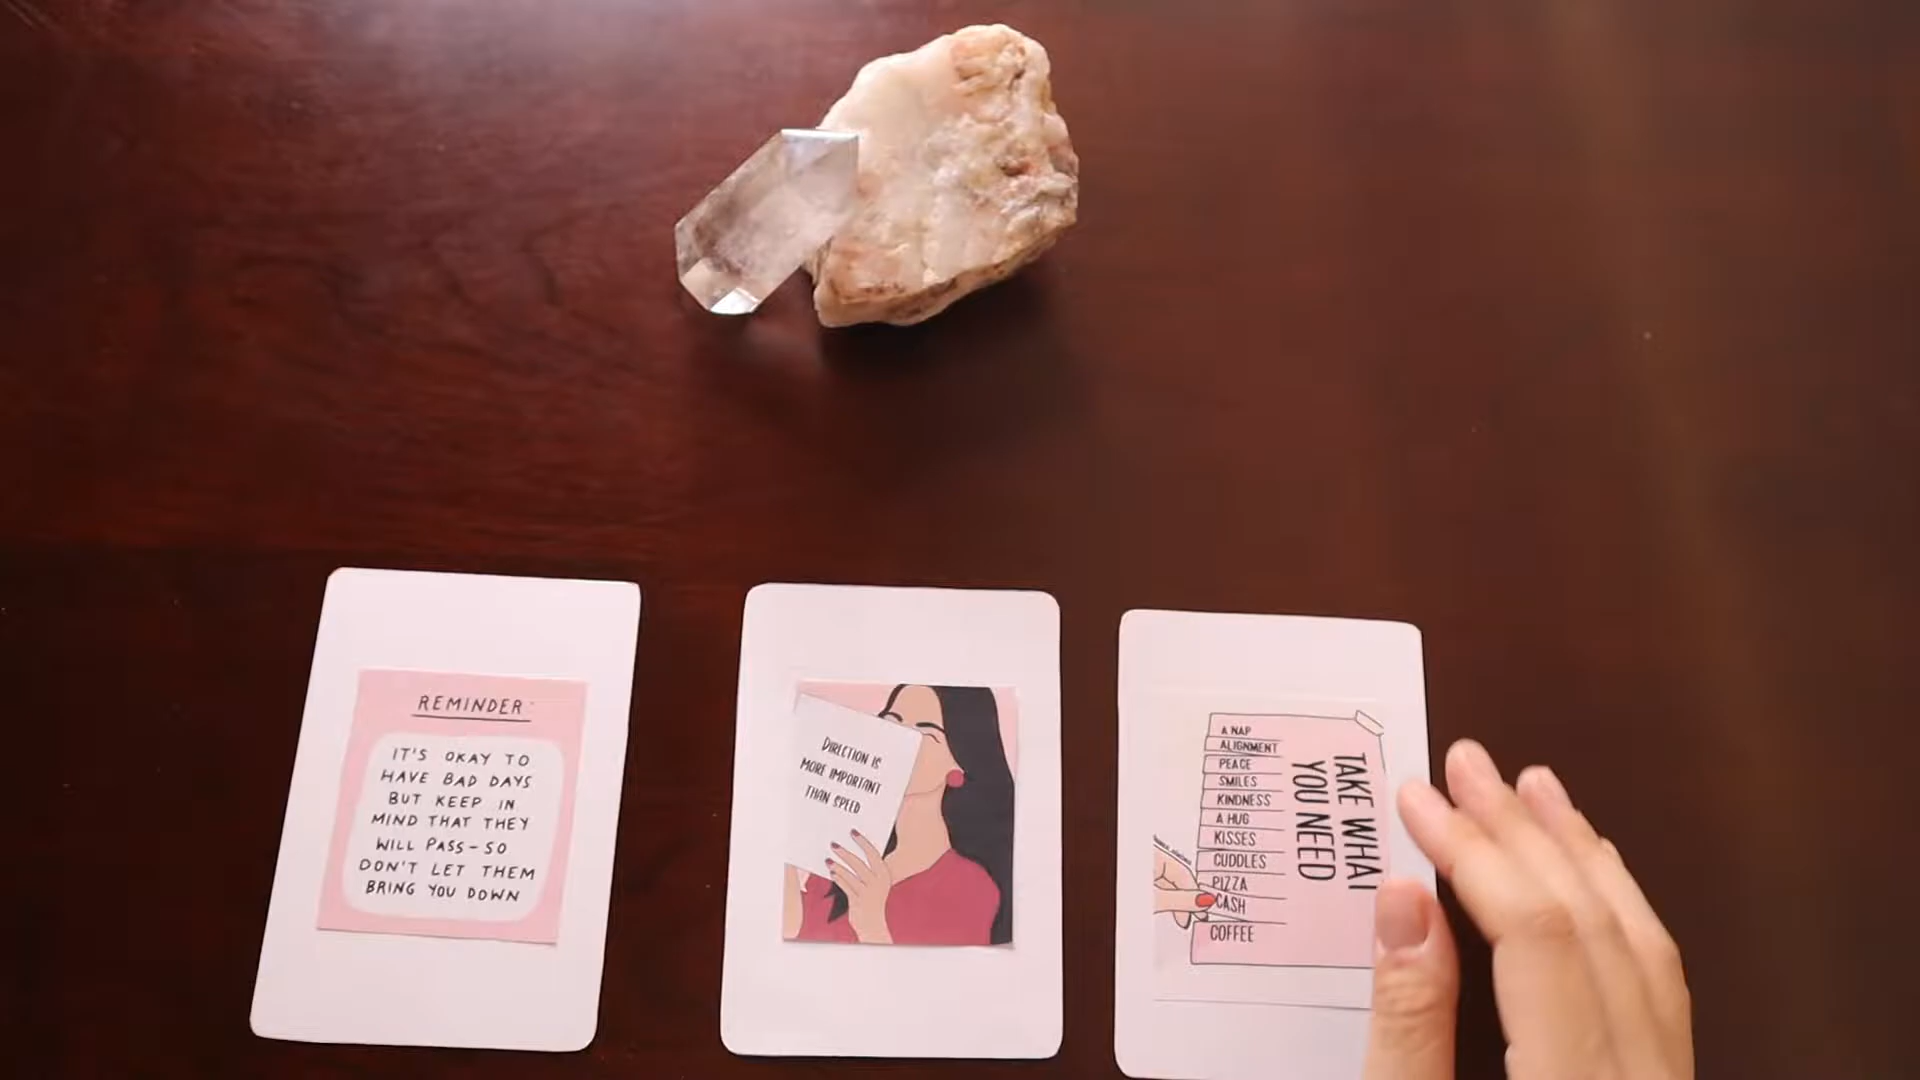 REMINDER:
IT'S OKAY TO
HAVE BAD DAYS
BUT KEEP IN
MIND THAT THEY
WILL PASS-SO
DON'T LET THEM
BRING YOU DOWN
DIRECTION IS
MORE IMPORTANT
THAN SPEED
TAKE WHAT
YOU NEED
A NAP
ALIGNMENT
PEACE
SMILES
KINDNESS
A HUG
KISSES
CUDDLES
PIZZA
CASH
COFFEE